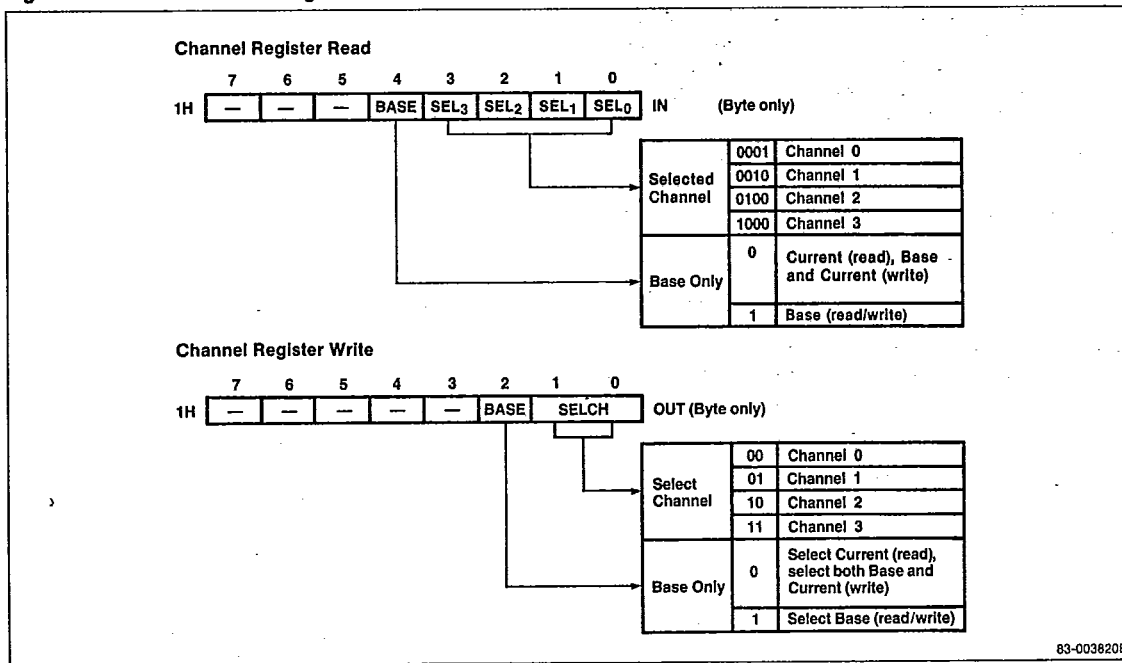 Channel Register Read
7 6 5 4 3 2 1 0
1H — — — BASE SEL3 SEL2 SEL1 SEL0 IN (Byte only)
Selected Channel
0001 Channel 0
0010 Channel 1
0100 Channel 2
1000 Channel 3
Base Only
0 Current (read), Base and Current (write)
1 Base (read/write)
Channel Register Write
7 6 5 4 3 2 1 0
1H — — — — — BASE SELCH OUT (Byte only)
Select Channel
00 Channel 0
01 Channel 1
10 Channel 2
11 Channel 3
Base Only
0 Select Current (read), select both Base and Current (write)
1 Select Base (read/write)